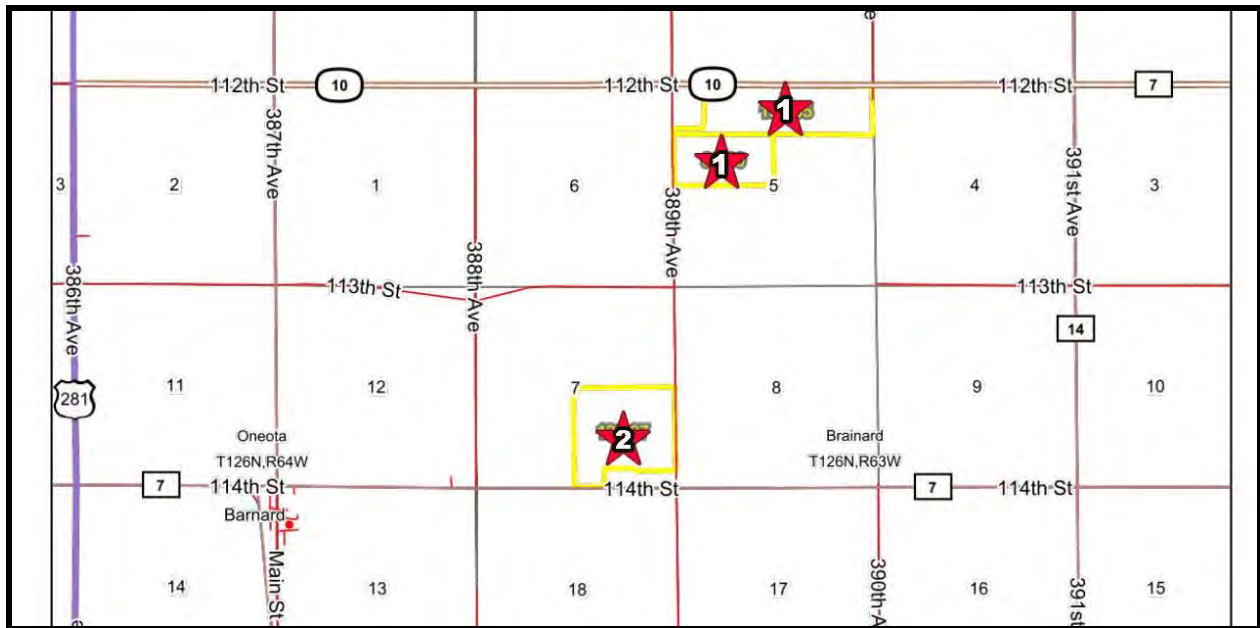 112th St
10
112th St
10
112th St
7
1
1
387th Ave
391st Ave
3
2
1
6
5
4
3
389th Ave
388th Ave
386th Ave
113th St
113th St
14
281
11
12
7
8
9
10
2
Oneota
T126N,R64W
Brainard
T126N,R63W
7
114th St
114th St
7
114th St
Barnard
Main St
14
13
18
17
16
15
390th A
391st